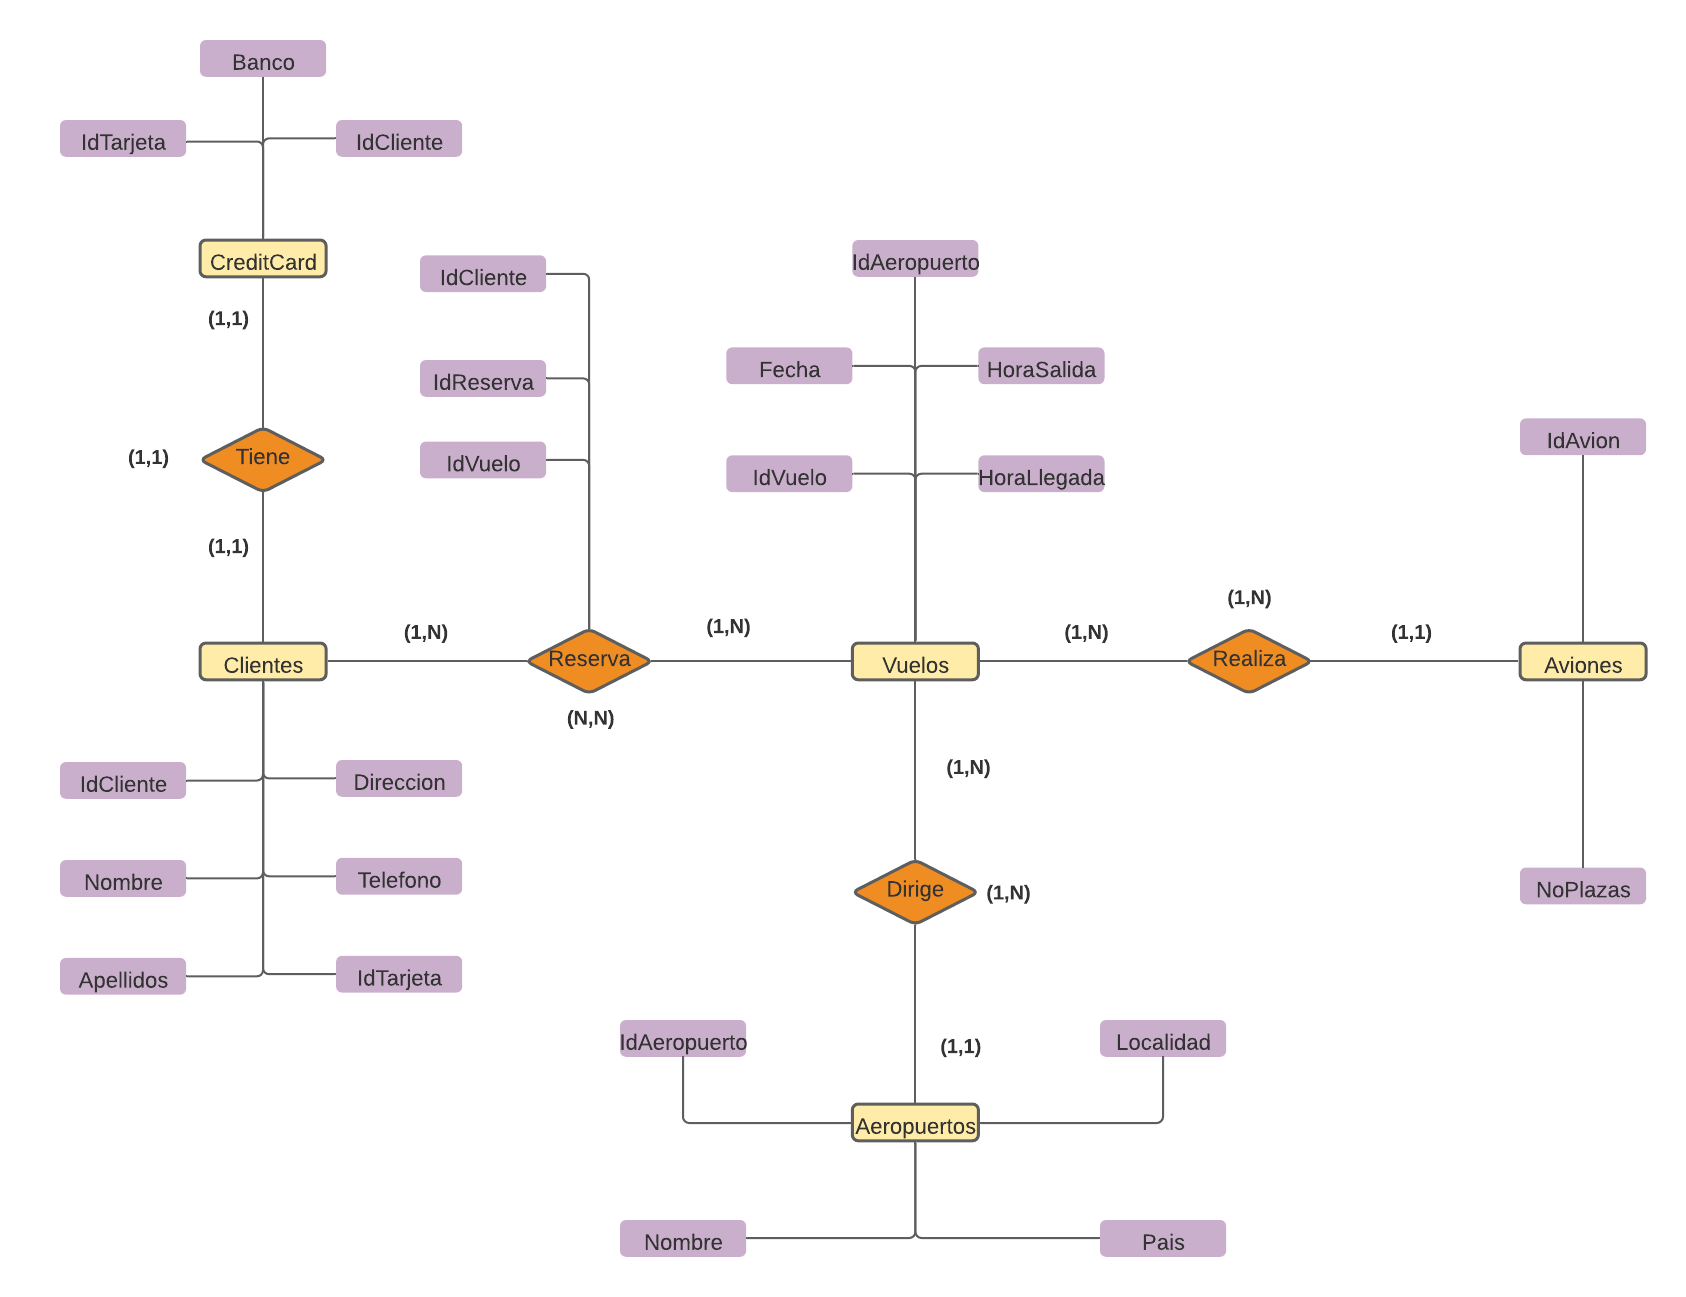 Banco
IdTarjeta
IdCliente
CreditCard
(1,1)
Tiene
(1,1)
(1,1)
Clientes
IdCliente
Direccion
Nombre
Telefono
Apellidos
IdTarjeta
(1,N)
IdCliente
IdReserva
IdVuelo
Reserva
(N,N)
(1,N)
IdAeropuerto
Fecha
HoraSalida
IdVuelo
HoraLlegada
Vuelos
(1,N)
(1,N)
Realiza
(1,1)
IdAvion
Aviones
NoPlazas
(1,N)
Dirige
(1,N)
(1,1)
IdAeropuerto
Localidad
Aeropuertos
Nombre
Pais